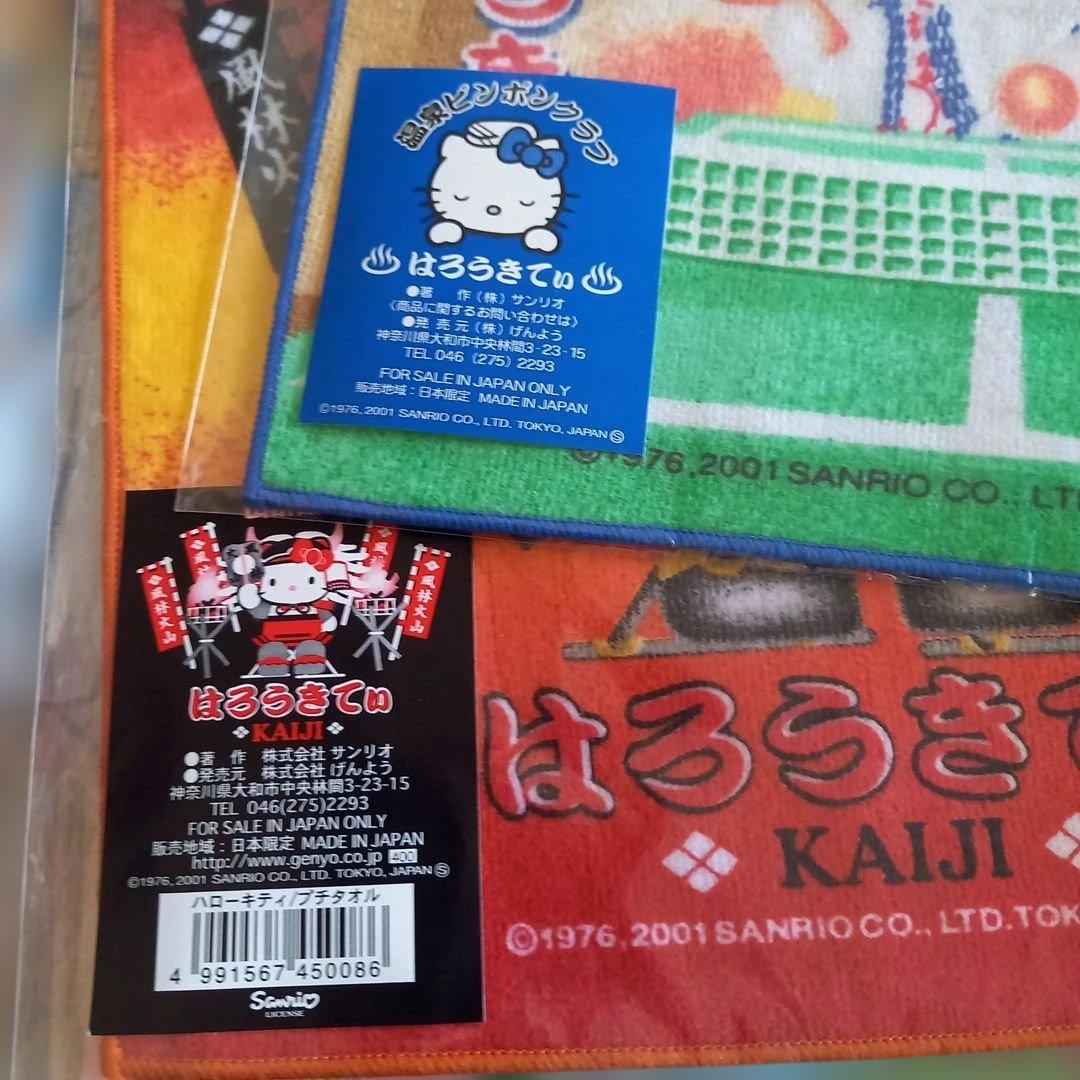 風林火
温泉ピンポンクラブ
はろうきてぃ
●著　作（株）サンリオ
〈商品に関するお問い合わせは〉
●発 売 元（株）げんよう
神奈川県大和市中央林間3-23-15
TEL 046（275）2293
FOR SALE IN JAPAN ONLY
販売地域：日本限定 MADE IN JAPAN
©1976, 2001 SANRIO CO., LTD. TOKYO, JAPAN Ⓢ
©1976, 2001 SANRIO CO., LT
風林火山
風
風
風林火山
はろうきてぃ
KAIJI
●著　作　株式会社 サンリオ
●発売元　株式会社 げんよう
神奈川県大和市中央林間3-23-15
TEL 046(275)2293
FOR SALE IN JAPAN ONLY
販売地域：日本限定 MADE IN JAPAN
http://www.genyo.co.jp 400
©1976, 2001 SANRIO CO., LTD. TOKYO, JAPAN Ⓢ
ハローキティ/プチタオル
4 991567 450086
Sanrio
LICENSE
はろうきて
KAIJI
©1976, 2001 SANRIO CO., LTD. TOK